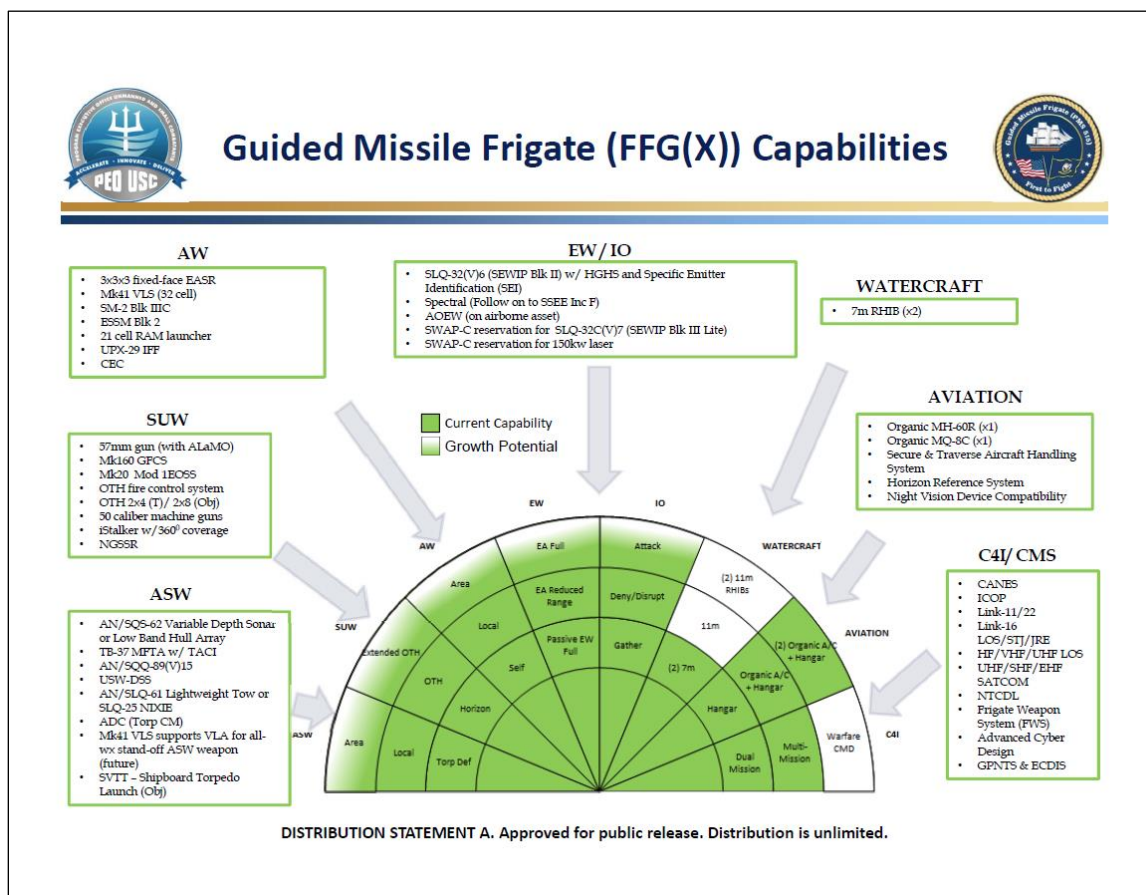 Guided Missile Frigate (FFG(X)) Capabilities
PEO USC
ACCELERATE • INNOVATE • DELIVER
Guided Missile Frigate (PMS 515)
First to Fight
AW
• 3x3x3 fixed-face EASR
• Mk41 VLS (32 cell)
• SM-2 Blk IIIC
• ESSM Blk 2
• 21 cell RAM launcher
• UPX-29 IFF
• CEC
EW / IO
• SLQ-32(V)6 (SEWIP Blk II) w/ HGHS and Specific Emitter
Identification (SEI)
• Spectral (Follow on to SSEE Inc F)
• AOEW (on airborne asset)
• SWAP-C reservation for SLQ-32C(V)7 (SEWIP Blk III Lite)
• SWAP-C reservation for 150kw laser
WATERCRAFT
• 7m RHIB (x2)
SUW
• 57mm gun (with ALaMO)
• Mk160 GFCS
• Mk20 Mod 1EOSS
• OTH fire control system
• OTH 2x4 (T)/ 2x8 (Obj)
• 50 caliber machine guns
• iStalker w/360⁰ coverage
• NGSSR
AVIATION
• Organic MH-60R (x1)
• Organic MQ-8C (x1)
• Secure & Traverse Aircraft Handling
System
• Horizon Reference System
• Night Vision Device Compatibility
ASW
• AN/SQS-62 Variable Depth Sonar
or Low Band Hull Array
• TB-37 MFTA w/ TACI
• AN/SQQ-89(V)15
• USW-DSS
• AN/SLQ-61 Lightweight Tow or
SLQ-25 NIXIE
• ADC (Torp CM)
• Mk41 VLS supports VLA for all-
wx stand-off ASW weapon
(future)
• SVTT – Shipboard Torpedo
Launch (Obj)
C4I/ CMS
• CANES
• ICOP
• Link-11/22
• Link-16
LOS/STJ/JRE
• HF/VHF/UHF LOS
• UHF/SHF/EHF
SATCOM
• NTCDL
• Frigate Weapon
System (FWS)
• Advanced Cyber
Design
• GPNTS & ECDIS
Current Capability
Growth Potential
ASW
SUW
AW
EW
IO
WATERCRAFT
AVIATION
C4I
Area
Local
Torp Def
Extended OTH
OTH
Horizon
Area
Local
Self
EA Full
EA Reduced
Range
Passive EW
Full
Attack
Deny/Disrupt
Gather
(2) 11m
RHIBs
11m
(2) 7m
(2) Organic A/C
+ Hangar
Organic A/C
+ Hangar
Hangar
Warfare
CMD
Multi-
Mission
Dual
Mission
DISTRIBUTION STATEMENT A. Approved for public release. Distribution is unlimited.